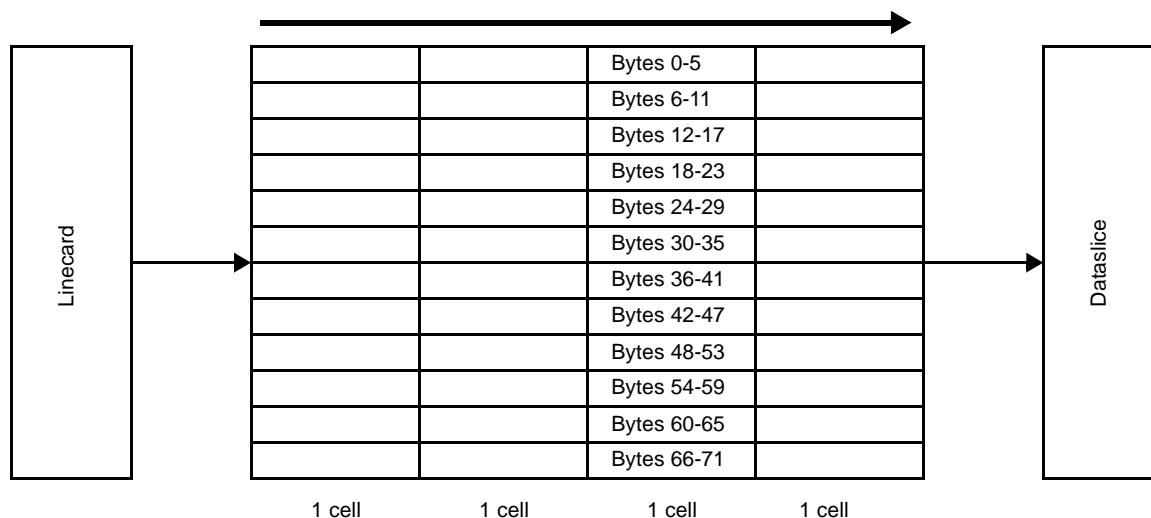 Linecard
Bytes 0-5
Bytes 6-11
Bytes 12-17
Bytes 18-23
Bytes 24-29
Bytes 30-35
Bytes 36-41
Bytes 42-47
Bytes 48-53
Bytes 54-59
Bytes 60-65
Bytes 66-71
1 cell
1 cell
1 cell
1 cell
Dataslice